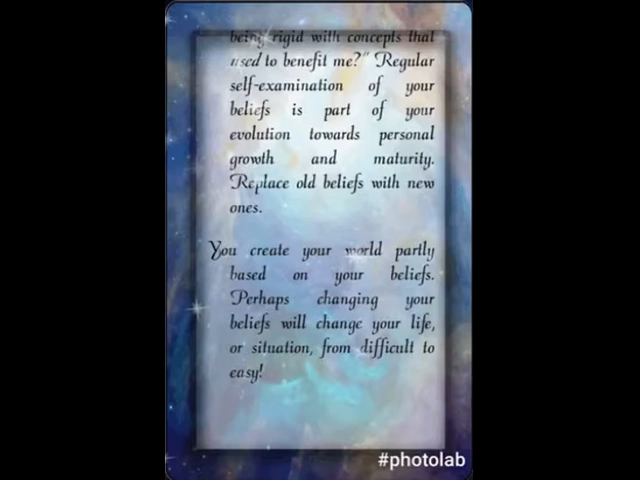 being rigid with concepts that
used to benefit me?" Regular
self-examination of your
beliefs is part of your
evolution towards personal
growth and maturity.
Replace old beliefs with new
ones.
You create your world partly
based on your beliefs.
Perhaps changing your
beliefs will change your life,
or situation, from difficult to
easy!
#photolab